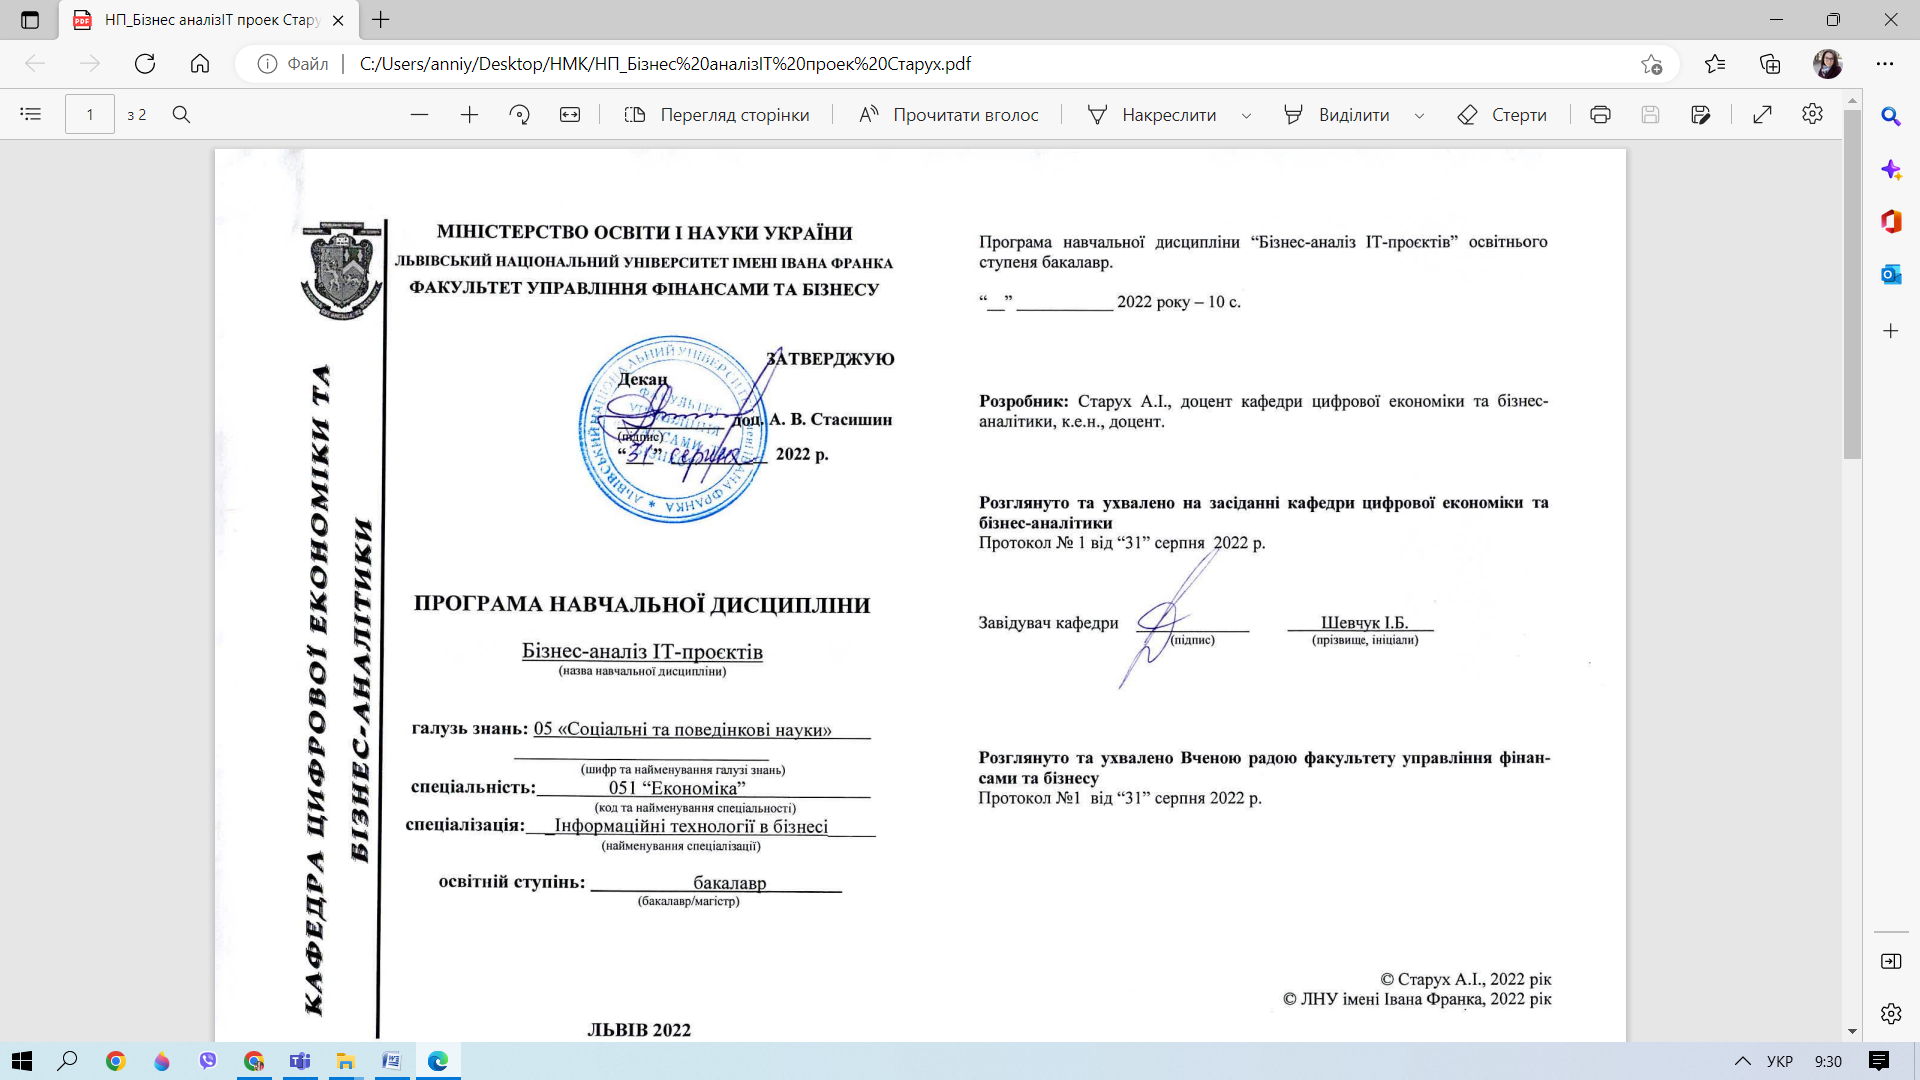 НП_Бізнес аналізІТ проек Стару
Файл
C:/Users/anniy/Desktop/НМК/НП_Бізнес%20аналізІТ%20проек%20Старух.pdf
1
з 2
Перегляд сторінки
Прочитати вголос
Накреслити
Виділити
Стерти
КАФЕДРА ЦИФРОВОЇ ЕКОНОМІКИ ТА
БІЗНЕС-АНАЛІТИКИ
МІНІСТЕРСТВО ОСВІТИ І НАУКИ УКРАЇНИ
ЛЬВІВСЬКИЙ НАЦІОНАЛЬНИЙ УНІВЕРСИТЕТ ІМЕНІ ІВАНА ФРАНКА
ФАКУЛЬТЕТ УПРАВЛІННЯ ФІНАНСАМИ ТА БІЗНЕСУ
ЗАТВЕРДЖУЮ
Декан
доц. А. В. Стасишин
(підпис)
“31” серпня 2022 р.
ПРОГРАМА НАВЧАЛЬНОЇ ДИСЦИПЛІНИ
Бізнес-аналіз ІТ-проєктів
(назва навчальної дисципліни)
галузь знань: 05 «Соціальні та поведінкові науки»
(шифр та найменування галузі знань)
спеціальність: 051 “Економіка”
(код та найменування спеціальності)
спеціалізація: Інформаційні технології в бізнесі
(найменування спеціалізації)
освітній ступінь: бакалавр
(бакалавр/магістр)
ЛЬВІВ 2022
Програма навчальної дисципліни “Бізнес-аналіз ІТ-проєктів” освітнього
ступеня бакалавр.
“__” ____________ 2022 року – 10 с.
Розробник: Старух А.І., доцент кафедри цифрової економіки та бізнес-
аналітики, к.е.н., доцент.
Розглянуто та ухвалено на засіданні кафедри цифрової економіки та
бізнес-аналітики
Протокол № 1 від “31” серпня 2022 р.
Завідувач кафедри Шевчук І.Б.
(підпис) (прізвище, ініціали)
Розглянуто та ухвалено Вченою радою факультету управління фінан-
сами та бізнесу
Протокол №1 від “31” серпня 2022 р.
© Старух А.І., 2022 рік
© ЛНУ імені Івана Франка, 2022 рік
УКР
9:30